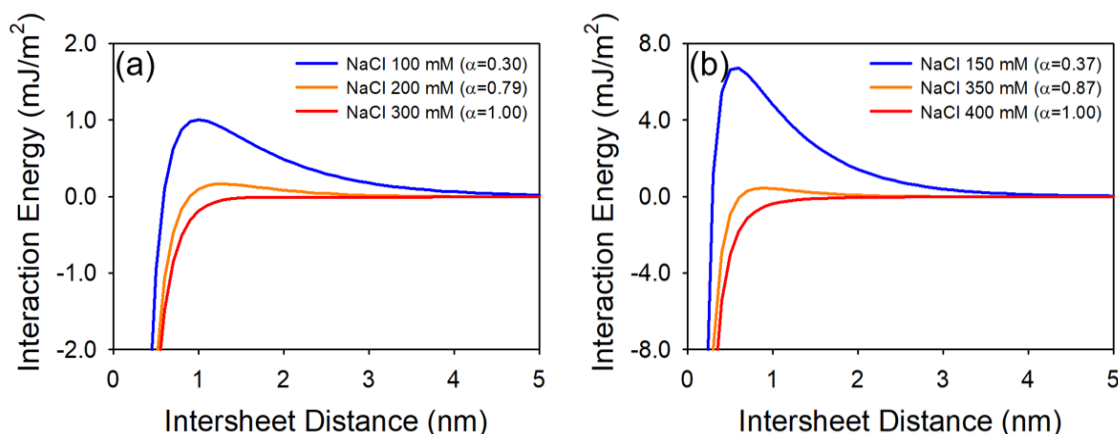 (a)
NaCl 100 mM (α=0.30)
NaCl 200 mM (α=0.79)
NaCl 300 mM (α=1.00)
2.0
1.0
0.0
-1.0
-2.0
Interaction Energy (mJ/m²)
0 1 2 3 4 5
Intersheet Distance (nm)
(b)
NaCl 150 mM (α=0.37)
NaCl 350 mM (α=0.87)
NaCl 400 mM (α=1.00)
8.0
4.0
0.0
-4.0
-8.0
Interaction Energy (mJ/m²)
0 1 2 3 4 5
Intersheet Distance (nm)